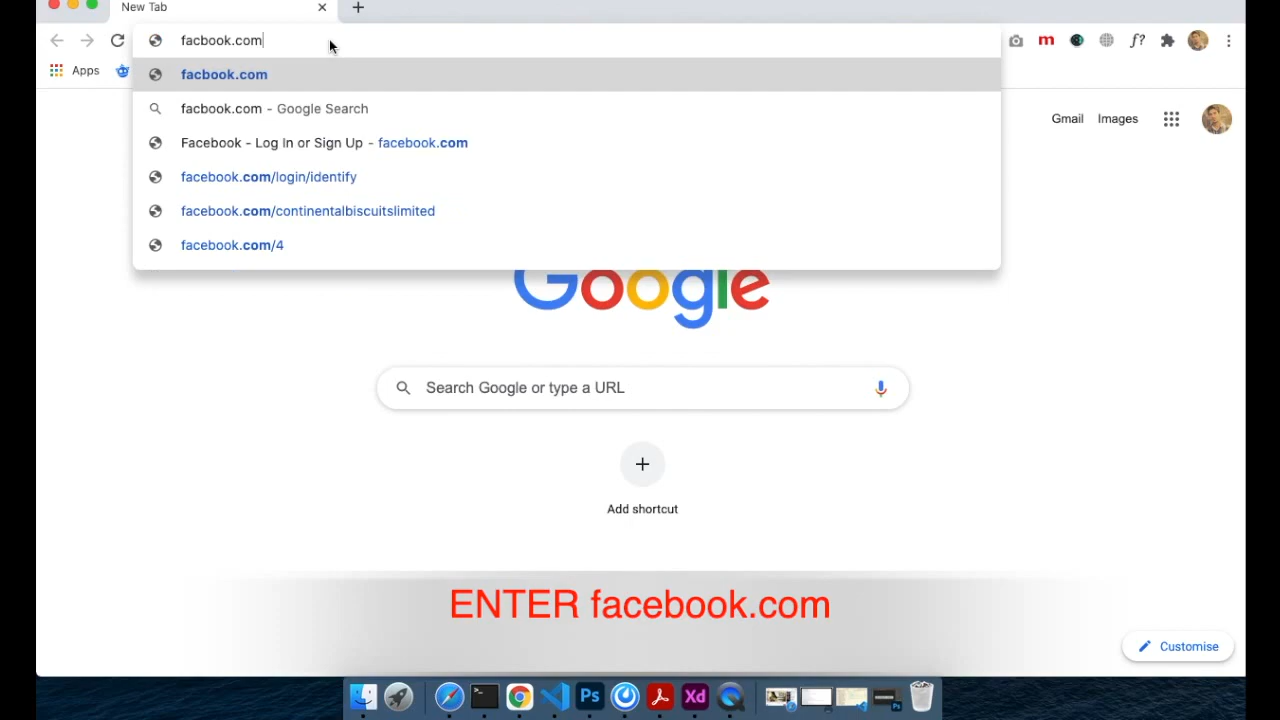 New Tab
facbook.com
Apps
facbook.com
facbook.com - Google Search
Facebook - Log In or Sign Up - facebook.com
facebook.com/login/identify
facebook.com/continentalbiscuitslimited
facebook.com/4
m
f?
Gmail Images
Google
Search Google or type a URL
Add shortcut
ENTER facebook.com
Customise
Ps
Xd